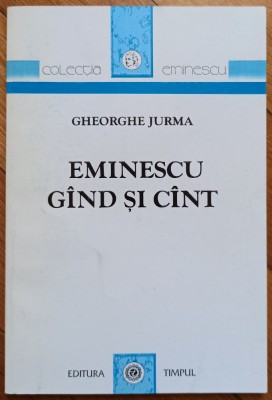 colecția eminescu
GHEORGHE JURMA
EMINESCU
GÎND ȘI CÎNT
EDITURA TIMPUL